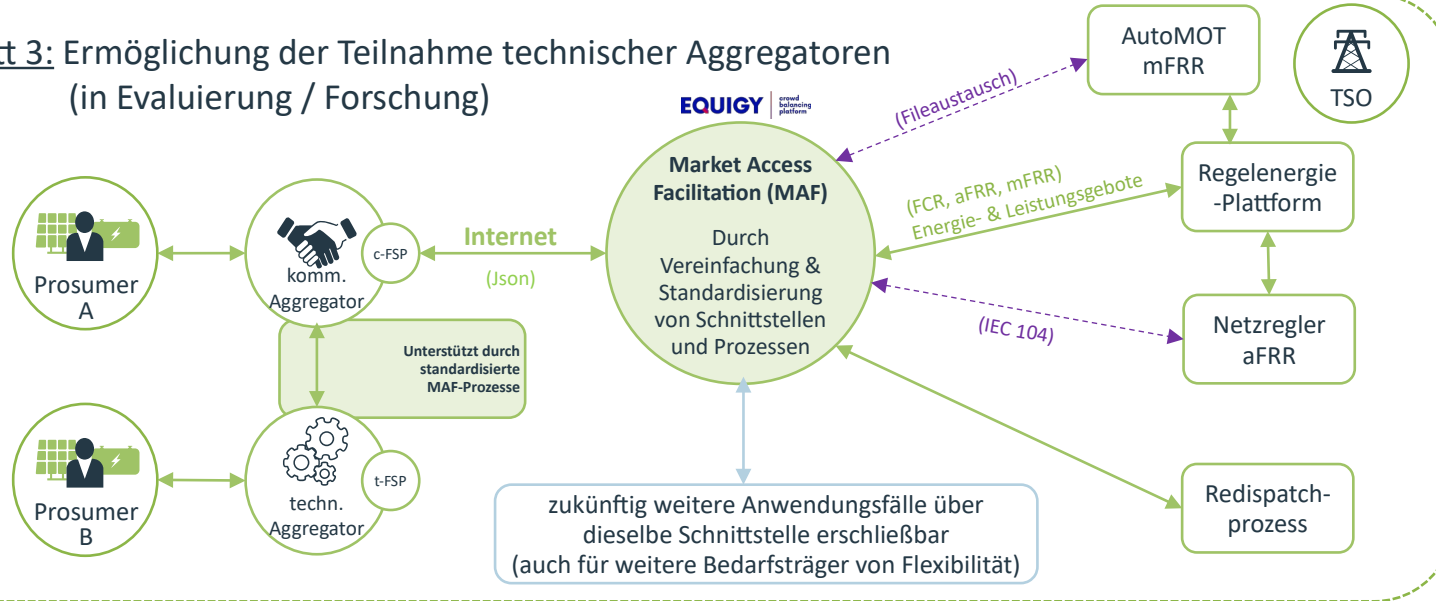 tt 3: Ermöglichung der Teilnahme technischer Aggregatoren
(in Evaluierung / Forschung)
EQUIGY
crowd
balancing
platform
AutoMOT
mFRR
TSO
(Fileaustausch)
Market Access
Facilitation (MAF)
Durch
Vereinfachung &
Standardisierung
von Schnittstellen
und Prozessen
(FCR, aFRR, mFRR)
Energie- & Leistungsgebote
Regelenergie
-Plattform
Prosumer
A
komm.
Aggregator
c-FSP
Internet
(Json)
(IEC 104)
Netzregler
aFRR
Unterstützt durch
standardisierte
MAF-Prozesse
Prosumer
B
techn.
Aggregator
t-FSP
zukünftig weitere Anwendungsfälle über
dieselbe Schnittstelle erschließbar
(auch für weitere Bedarfsträger von Flexibilität)
Redispatch-
prozess